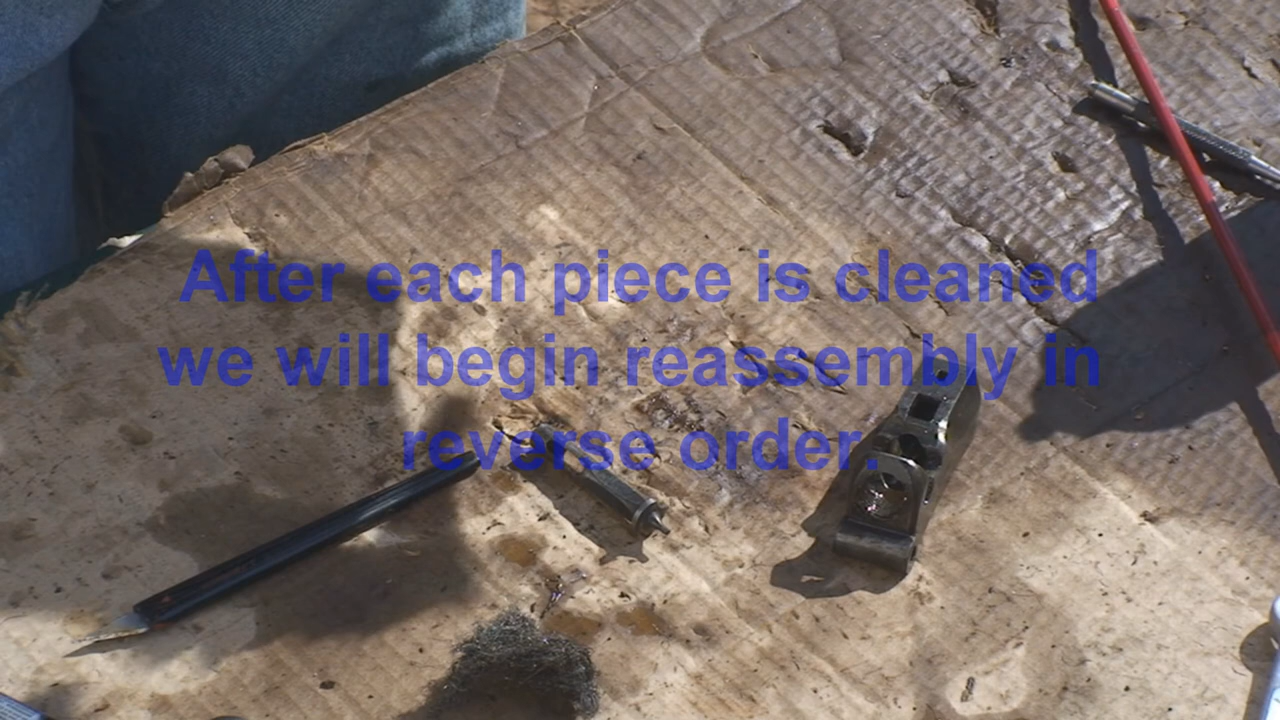 After each piece is cleaned
we will begin reassembly in
reverse order.